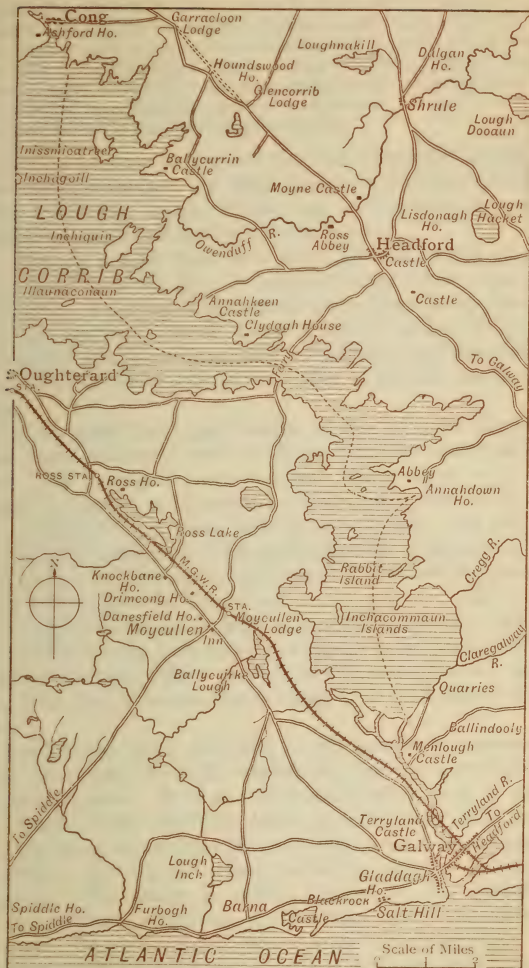 Cong
Ashford Ho.
Garracloon
Lodge
Houndswood
Ho.
Glencorrib
Lodge
Loughnakill
Dalgan
Ho.
Shrule
Lough
Dooaun
Ballycurrin
Castle
Inchagoill
LOUGH
Inchiquin
CORRIB
Illaunaconaun
Moyne Castle
Owenduff R.
Ross
Abbey
Lisdonagh
Ho.
Lough
Hacket
Headford
Castle
Castle
Annahkeen
Castle
Clydagh House
Ferry
To Galway
Oughterard
STA.
ROSS STA.
Ross Ho.
Ross Lake
Abbey
Annahdown
Ho.
M.G.W.R.
Knockbane
Ho.
Drimcong Ho.
Danesfield Ho.
MOYCULLEN
Inn
STA.
Moycullen
Lodge
Rabbit
Island
Inchacommaun
Islands
Cregg R.
Claregalway
R.
N
Ballycuirke
Lough
Quarries
Ballindooly
Menlough
Castle
To Spiddle
Terryland
Castle
Terryland R.
To
Headford
Galway
Claddagh
Lough
Inch
Ho.
Blackrock
Salt Hill
Spiddle Ho.
To Spiddle
Furbogh
Ho.
Barna
Castle
ATLANTIC OCEAN
Scale of Miles